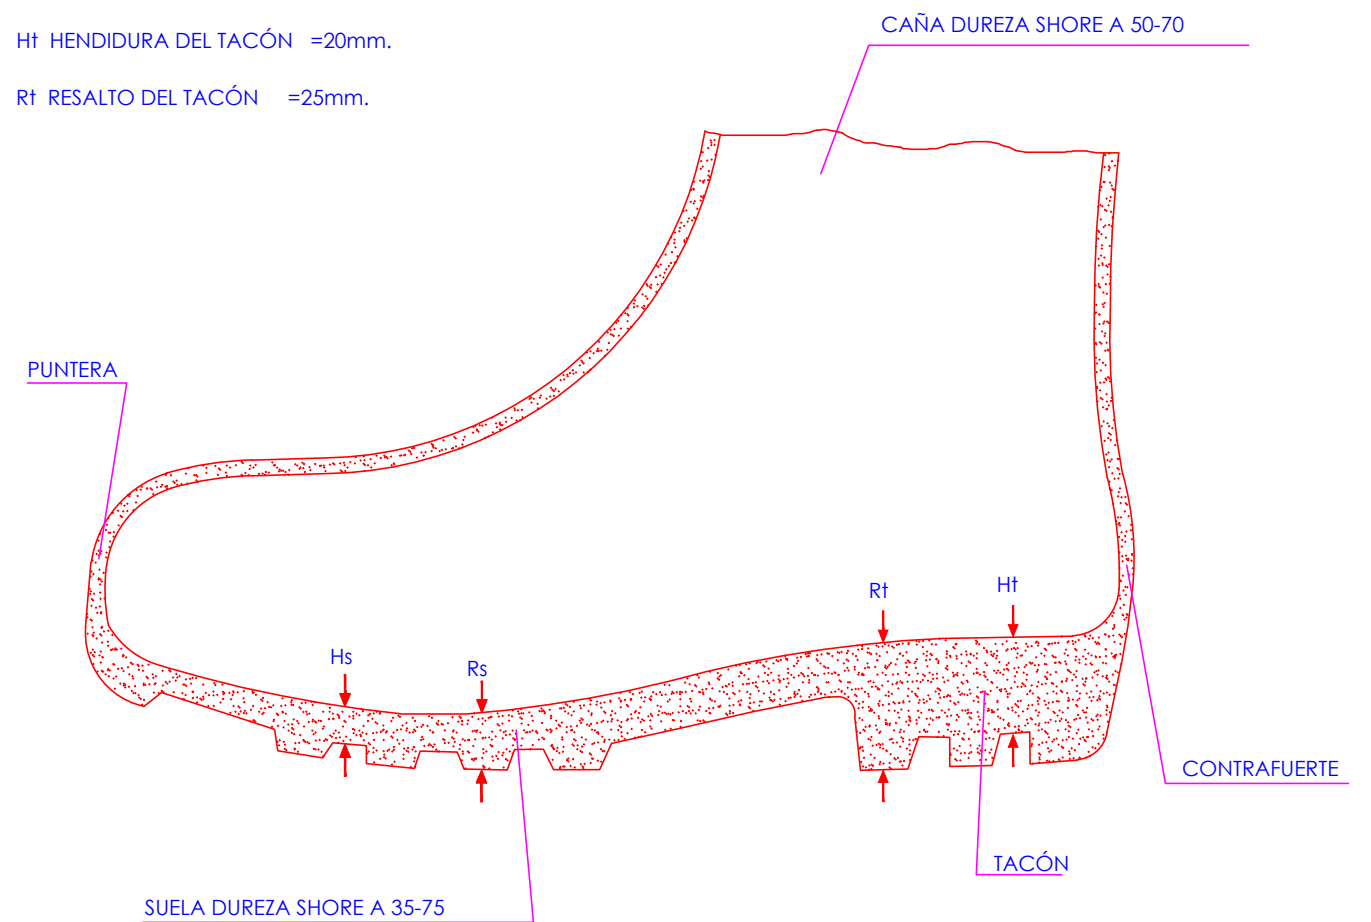 CAÑA DUREZA SHORE A 50-70
Ht HENDIDURA DEL TACÓN =20mm.
Rt RESALTO DEL TACÓN =25mm.
PUNTERA
Rt
Ht
Hs
Rs
CONTRAFUERTE
TACÓN
SUELA DUREZA SHORE A 35-75